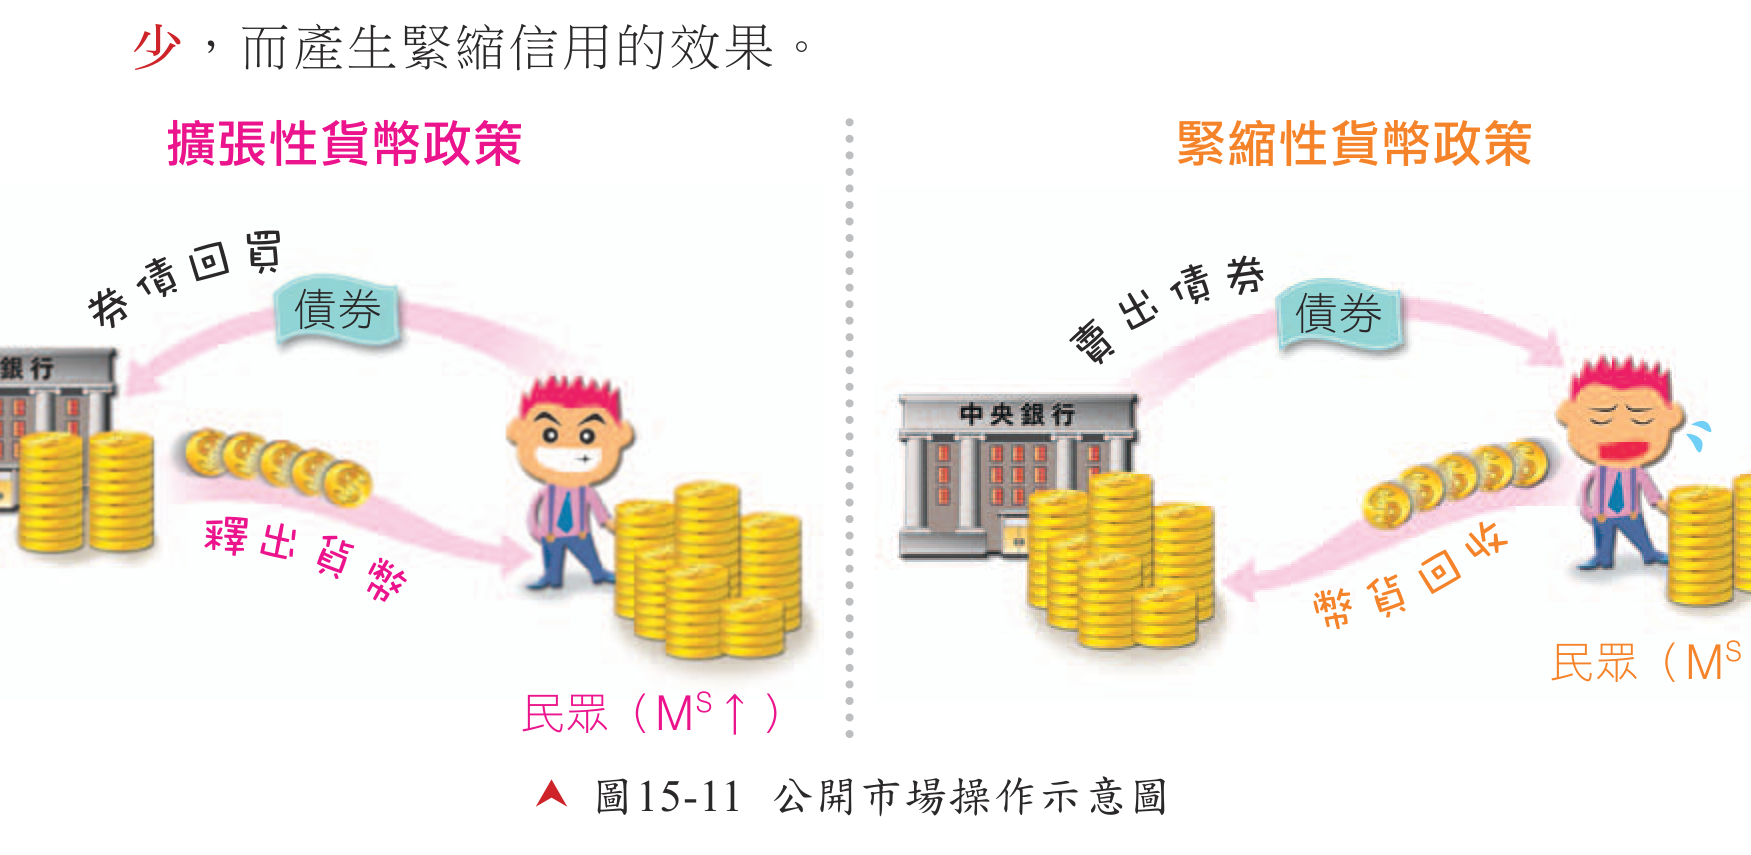 少，而產生緊縮信用的效果。
擴張性貨幣政策
券債回買
債券
銀行
釋出貨幣
民眾（Mˢ↑）
緊縮性貨幣政策
賣出債券
債券
中央銀行
幣貨回收
民眾（Mˢ
圖15-11 公開市場操作示意圖